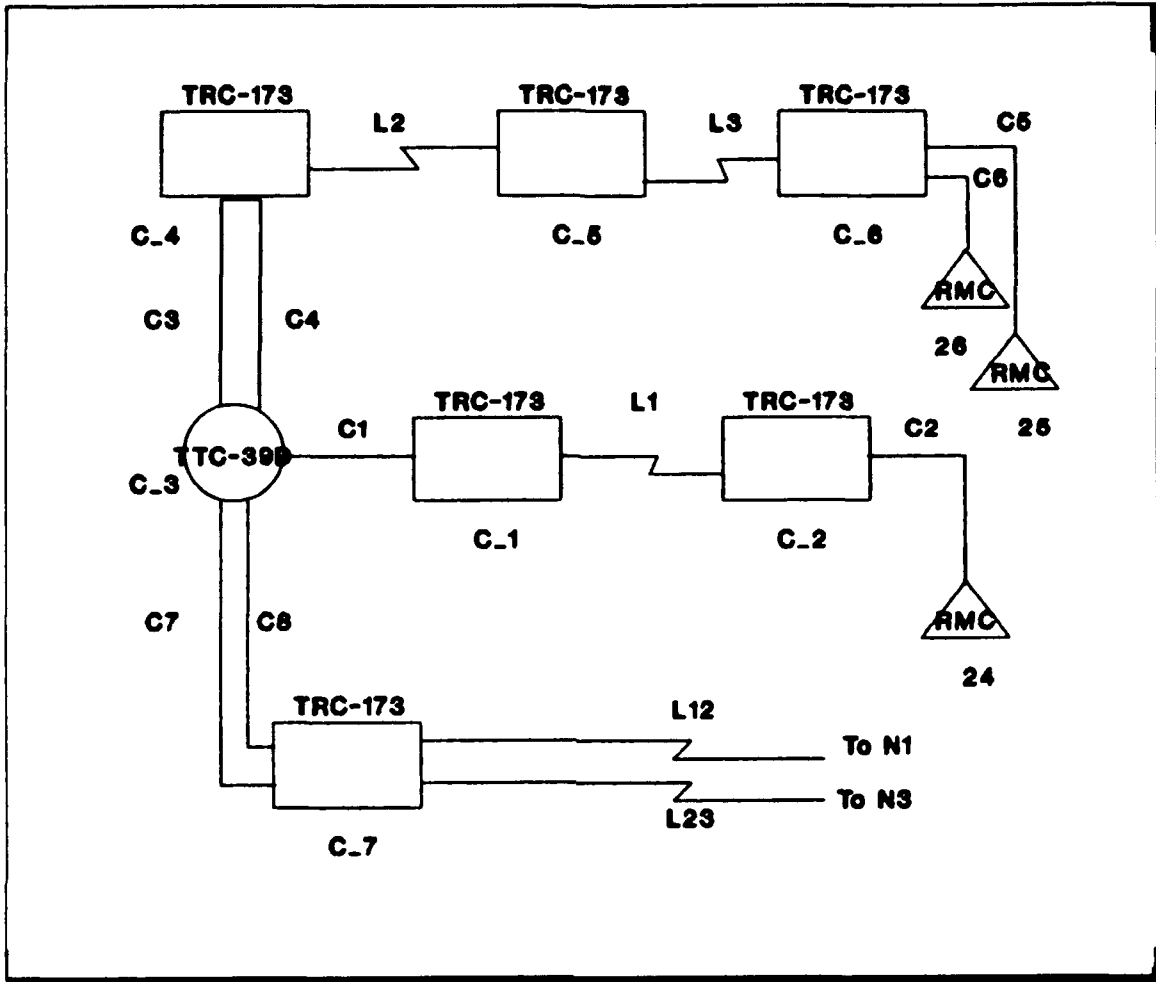 TRC-173 TRC-173 TRC-173
L2 L3 C5
C6
C_4 C_5 C_6
RMC
C3 C4
26 RMC
TRC-173 L1 TRC-173
C1 C2 25
TTC-39D
C_3
C_1 C_2
C7 C8 RMC
24
TRC-173 L12
To N1
To N3
L23
C_7